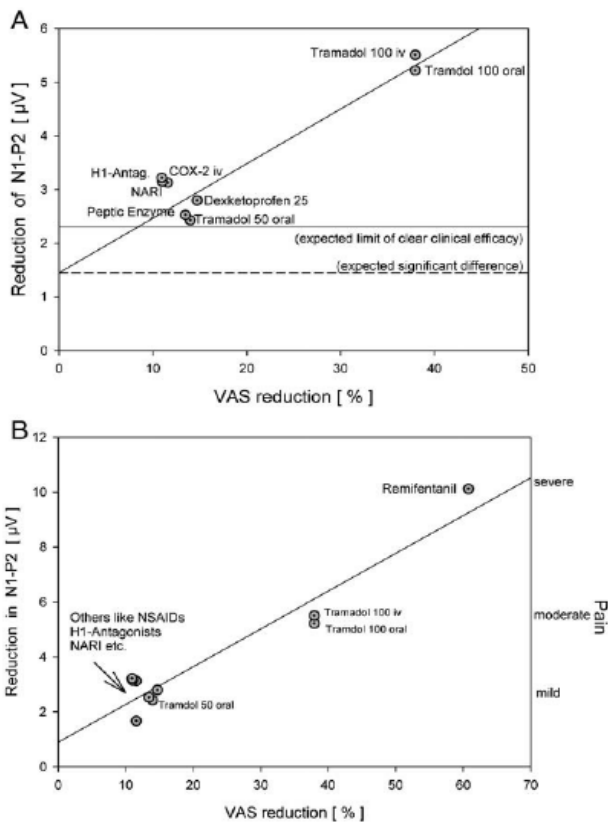 A
6
5
4
3
2
1
0
Reduction of N1-P2 [ µV]
Tramadol 100 iv
Tramdol 100 oral
H1-Antag.
COX-2 iv
NARI
Dexketoprofen 25
Peptic Enzyme
Tramadol 50 oral
(expected limit of clear clinical efficacy)
(expected significant difference)
0 10 20 30 40 50
VAS reduction [ % ]
B
12
10
8
6
4
2
0
Reduction in N1-P2 [ µV]
Remifentanil
severe
Tramadol 100 iv
Tramdol 100 oral
moderate
Pain
Others like NSAIDs
H1-Antagonists
NARI etc.
Tramdol 50 oral
mild
0 10 20 30 40 50 60 70
VAS reduction [ % ]